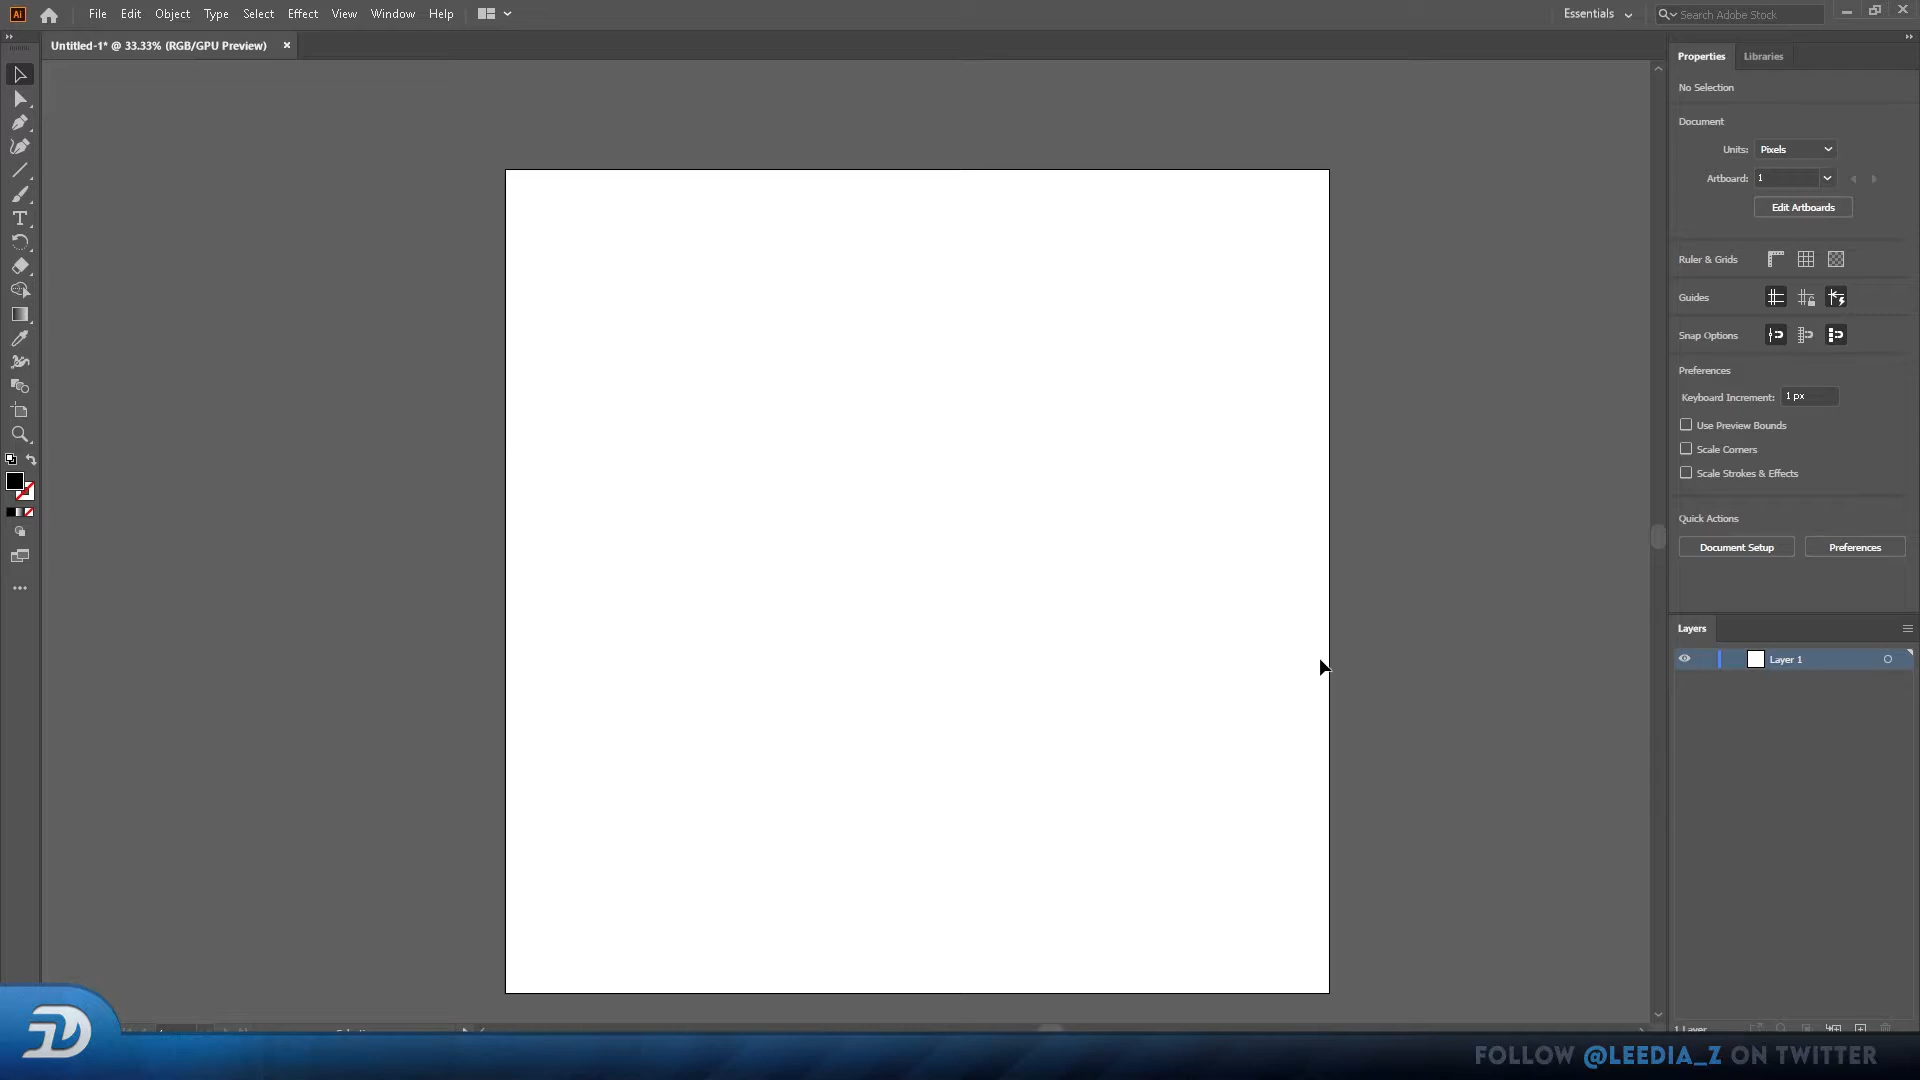 Ai
File Edit Object Type Select Effect View Window Help
Essentials
Search Adobe Stock
Untitled-1* @ 33.33% (RGB/GPU Preview) ×
Properties Libraries
No Selection
Document
Units: Pixels
Artboard: 1
Edit Artboards
Ruler & Grids
Guides
Snap Options
Preferences
Keyboard Increment: 1 px
Use Preview Bounds
Scale Corners
Scale Strokes & Effects
Quick Actions
Document Setup Preferences
Layers
Layer 1
1 Layer
FOLLOW @LEEDIA_Z ON TWITTER